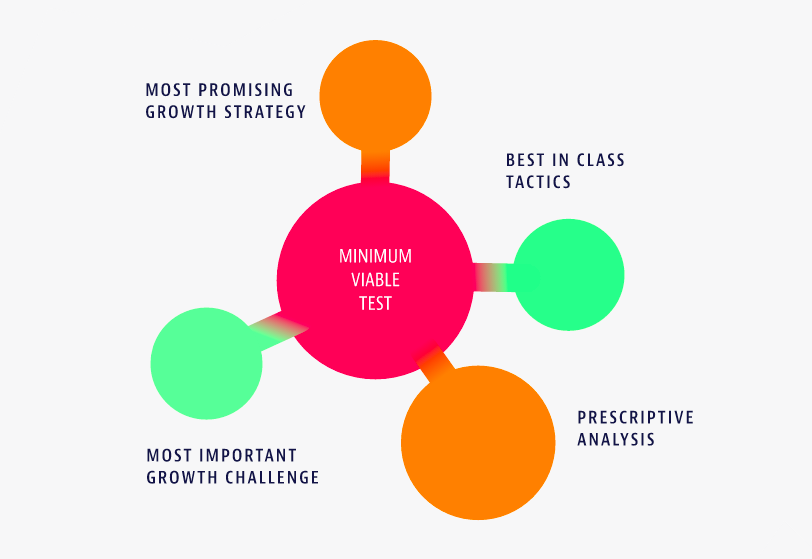 MOST PROMISING
GROWTH STRATEGY
BEST IN CLASS
TACTICS
MINIMUM
VIABLE
TEST
PRESCRIPTIVE
ANALYSIS
MOST IMPORTANT
GROWTH CHALLENGE